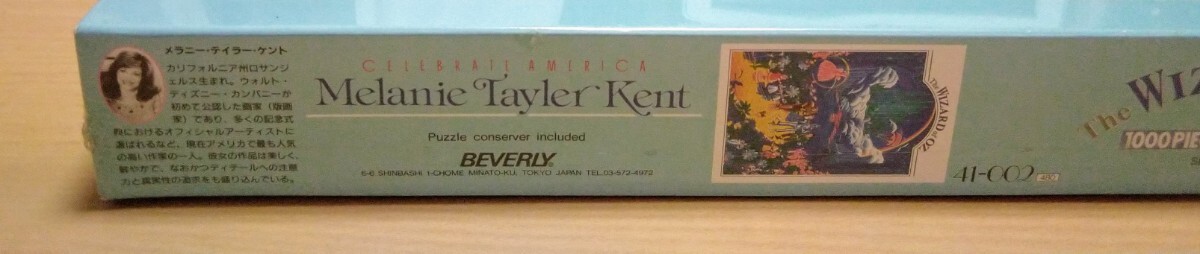 メラニー・テイラー・ケント
カリフォルニア州ロサンジ
ェルス生まれ。ウォルト・
ディズニー・カンパニーが
初めて公認した画家(版画
家)であり、多くの記念式
典におけるオフィシャルアーティストに
選ばれるなど、現在アメリカで最も人気
の高い作家の一人。彼女の作品は楽しく、
鮮やかで、なおかつディテールへの注意
力と真実性の追求をも盛り込んでいる。
CELEBRATE AMERICA
Melanie Tayler Kent
Puzzle conserver included
BEVERLY
6-6 SHINBASHI 1-CHOME MINATO-KU, TOKYO JAPAN TEL.03-572-4972
The WIZARD of OZ
41-002 400
The WIZ
1000PIE